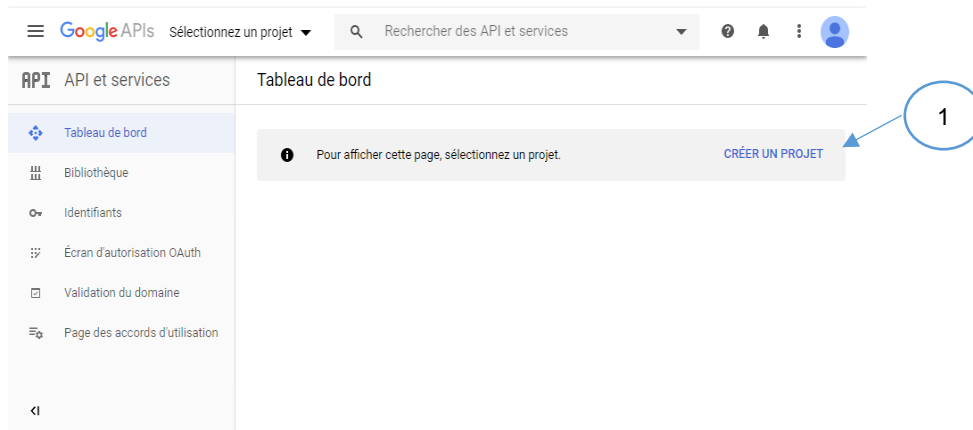 Google APIs Sélectionnez un projet Rechercher des API et services
API API et services
Tableau de bord
1
Tableau de bord
Pour afficher cette page, sélectionnez un projet. CRÉER UN PROJET
Bibliothèque
Identifiants
Écran d'autorisation OAuth
Validation du domaine
Page des accords d'utilisation